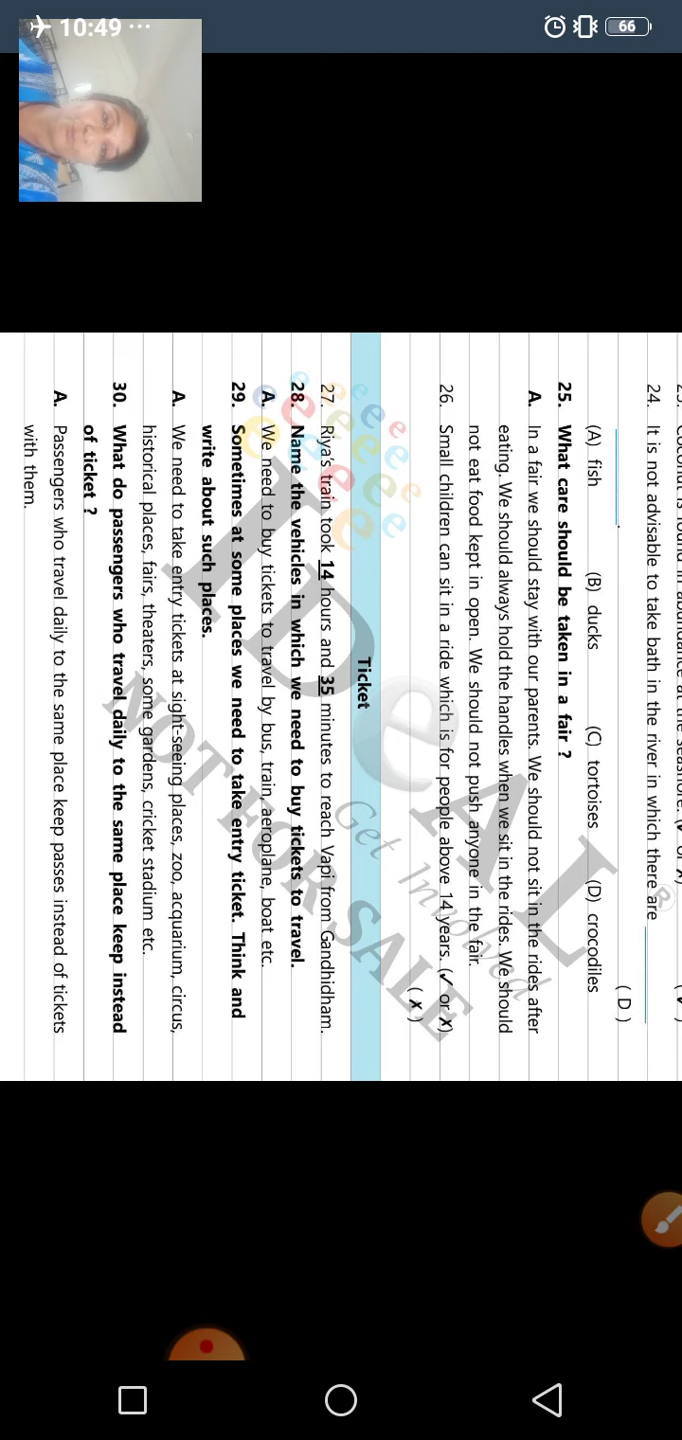 10:49 ...
66
24. It is not advisable to take bath in the river in which there are
.
( D )
(A) fish (B) ducks (C) tortoises (D) crocodiles
25. What care should be taken in a fair ?
A. In a fair we should stay with our parents. We should not sit in the rides after
eating. We should always hold the handles when we sit in the rides. We should
not eat food kept in open. We should not push anyone in the fair.
26. Small children can sit in a ride which is for people above 14 years. (✓ or ✗)
( ✗ )
Ticket
27. Riya's train took 14 hours and 35 minutes to reach Vapi from Gandhidham.
28. Name the vehicles in which we need to buy tickets to travel.
A. We need to buy tickets to travel by bus, train, aeroplane, boat etc.
29. Sometimes at some places we need to take entry ticket. Think and
write about such places.
A. We need to take entry tickets at sight-seeing places, zoo, acquarium, circus,
historical places, fairs, theaters, some gardens, cricket stadium etc.
30. What do passengers who travel daily to the same place keep instead
of ticket ?
A. Passengers who travel daily to the same place keep passes instead of tickets
with them.
IDeAL ®
Get Involved
NOT FOR SALE